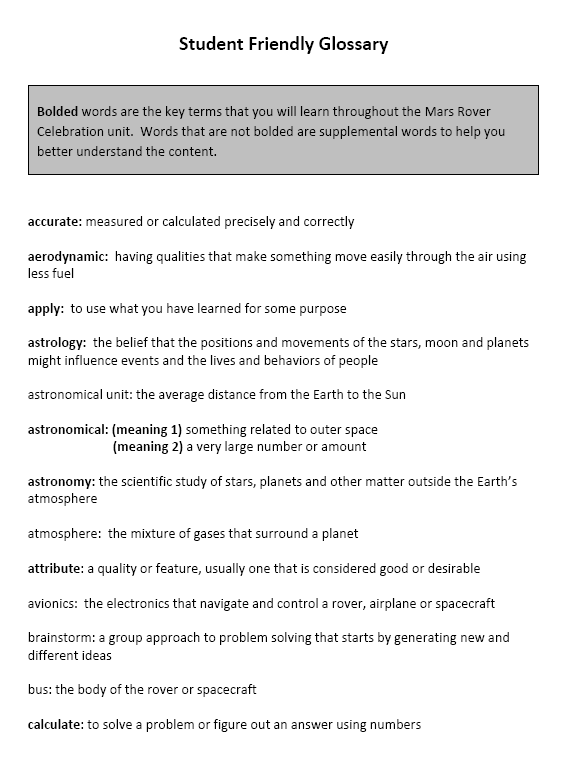 Student Friendly Glossary
Bolded words are the key terms that you will learn throughout the Mars Rover
Celebration unit.  Words that are not bolded are supplemental words to help you
better understand the content.
accurate: measured or calculated precisely and correctly
aerodynamic:  having qualities that make something move easily through the air using
less fuel
apply:  to use what you have learned for some purpose
astrology:  the belief that the positions and movements of the stars, moon and planets
might influence events and the lives and behaviors of people
astronomical unit: the average distance from the Earth to the Sun
astronomical: (meaning 1) something related to outer space
(meaning 2) a very large number or amount
astronomy: the scientific study of stars, planets and other matter outside the Earth’s
atmosphere
atmosphere:  the mixture of gases that surround a planet
attribute: a quality or feature, usually one that is considered good or desirable
avionics:  the electronics that navigate and control a rover, airplane or spacecraft
brainstorm: a group approach to problem solving that starts by generating new and
different ideas
bus: the body of the rover or spacecraft
calculate: to solve a problem or figure out an answer using numbers